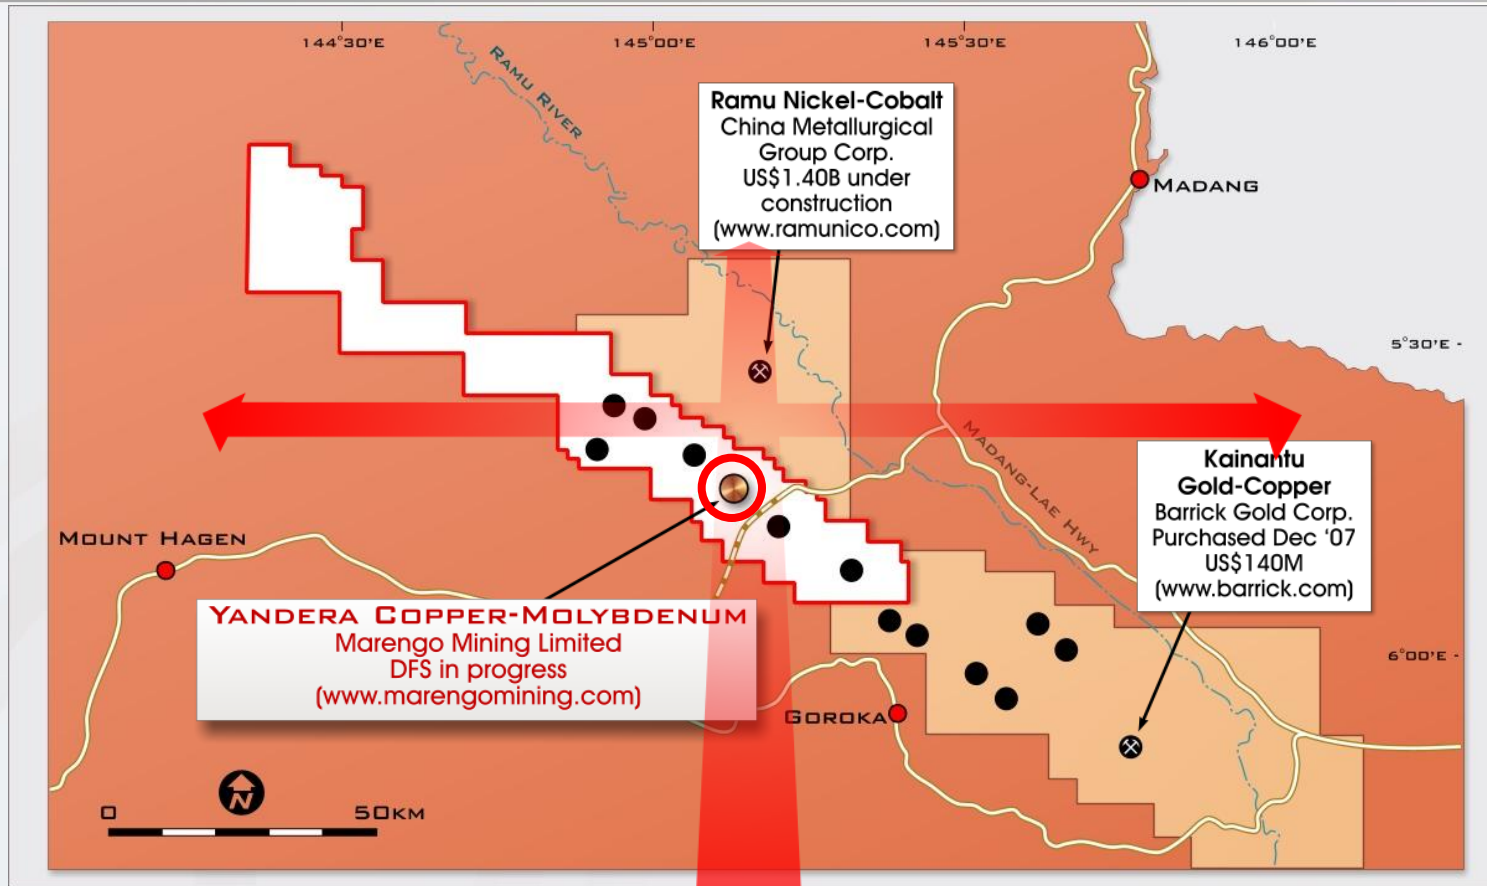 144°30'E
145°00'E
145°30'E
146°00'E
RAMU RIVER
Ramu Nickel-Cobalt
China Metallurgical
Group Corp.
US$1.40B under
construction
(www.ramunico.com)
MADANG
5°30'E -
MADANG-LAE HWY
Kainantu
Gold-Copper
Barrick Gold Corp.
Purchased Dec '07
US$140M
(www.barrick.com)
MOUNT HAGEN
YANDERA COPPER-MOLYBDENUM
Marengo Mining Limited
DFS in progress
(www.marengomining.com)
6°00'E -
GOROKA
N
0 50KM